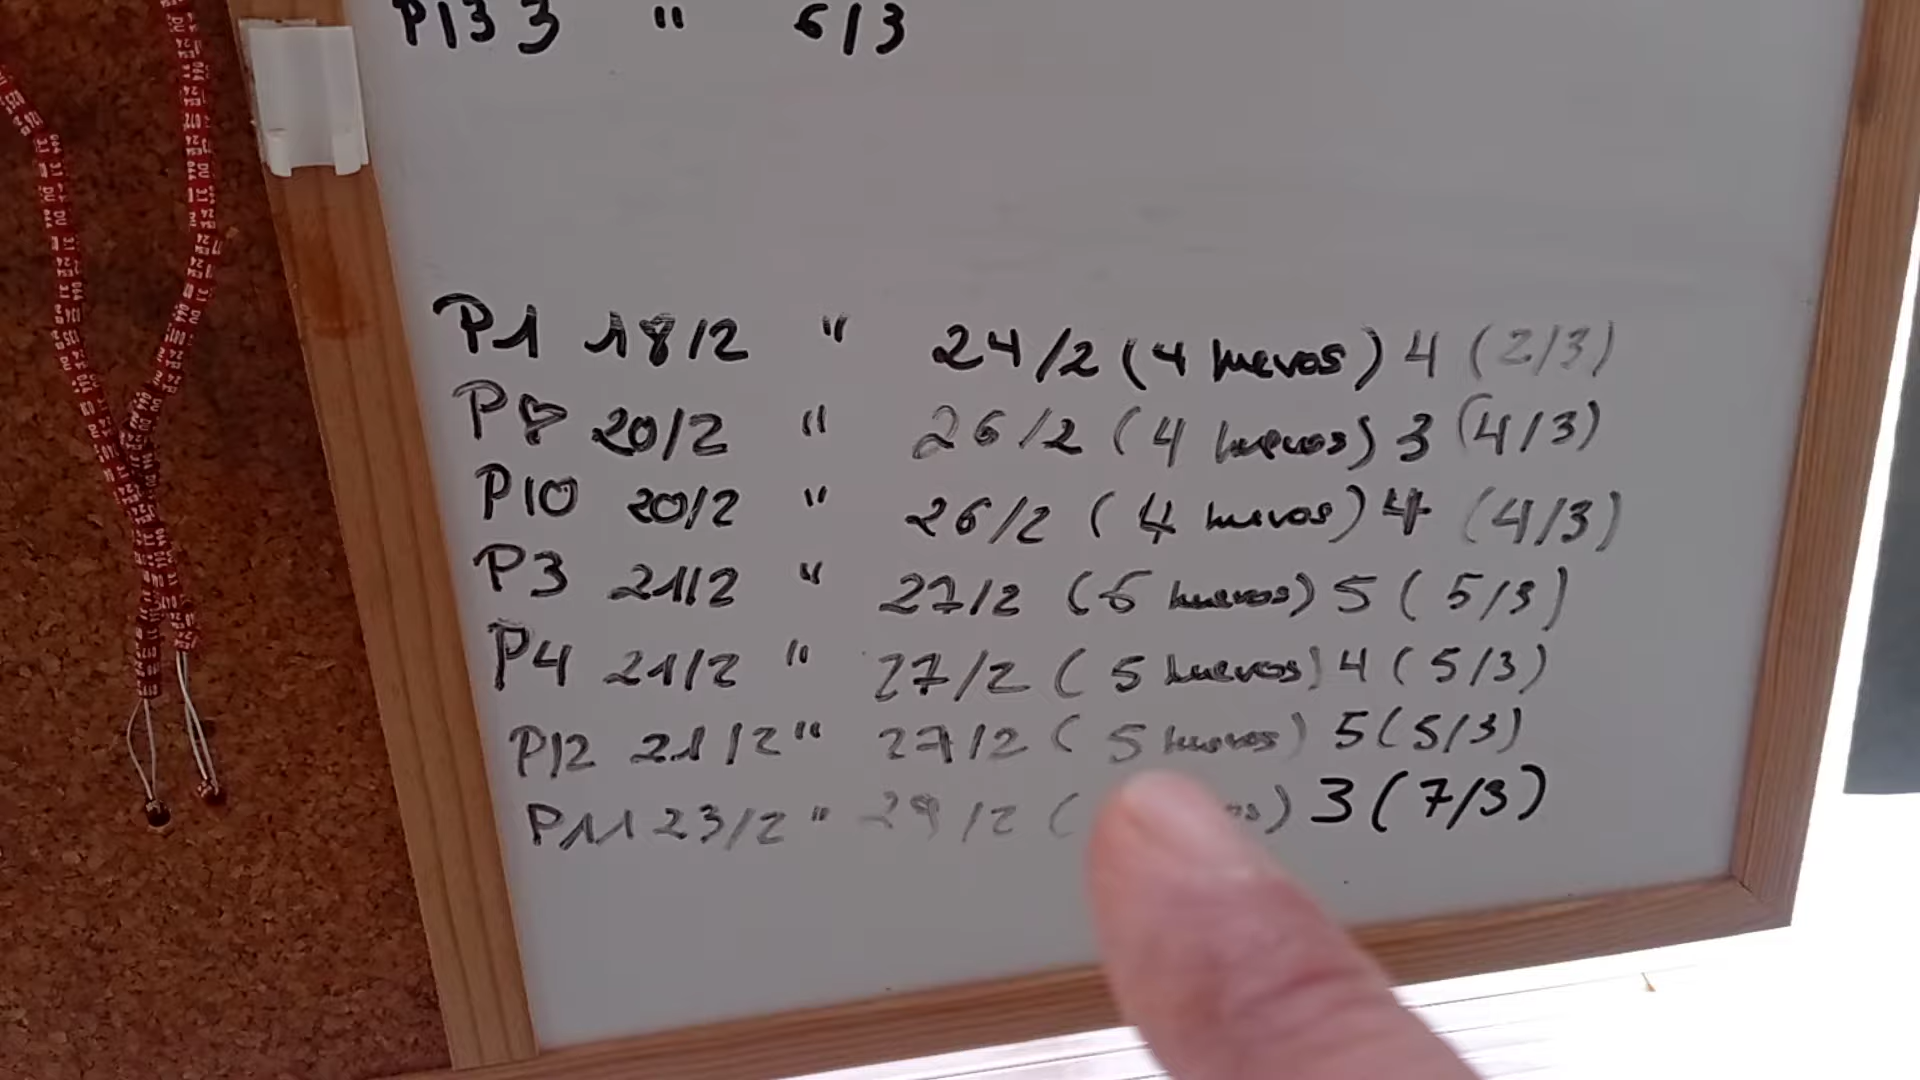 P13 3 " 6/3
P1 18/2 " 24/2 (4 huevos) 4 (2/3)
P8 20/2 " 26/2 (4 huevos) 3 (4/3)
P10 20/2 " 26/2 (4 huevos) 4 (4/3)
P3 21/2 " 27/2 (6 huevos) 5 (5/3)
P4 21/2 " 27/2 (5 huevos) 4 (5/3)
P12 21/2 " 27/2 (5 huevos) 5 (5/3)
P11 23/2 " 29/2 ( ) 3 (7/3)